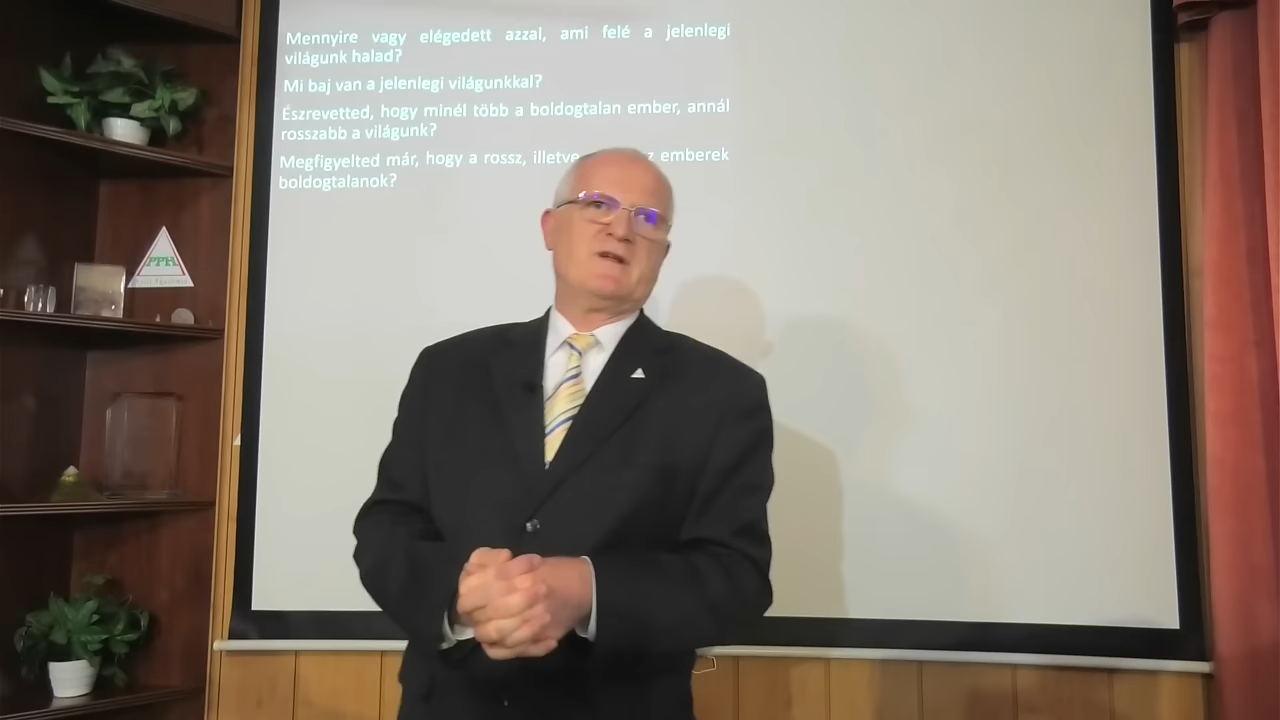 Mennyire vagy elégedett azzal, ami felé a jelenlegi
világunk halad?
Mi baj van a jelenlegi világunkkal?
Észrevetted, hogy minél több a boldogtalan ember, annál
rosszabb a világunk?
Megfigyelted már, hogy a rossz, illetve emberek
boldogtalanok?
PPH